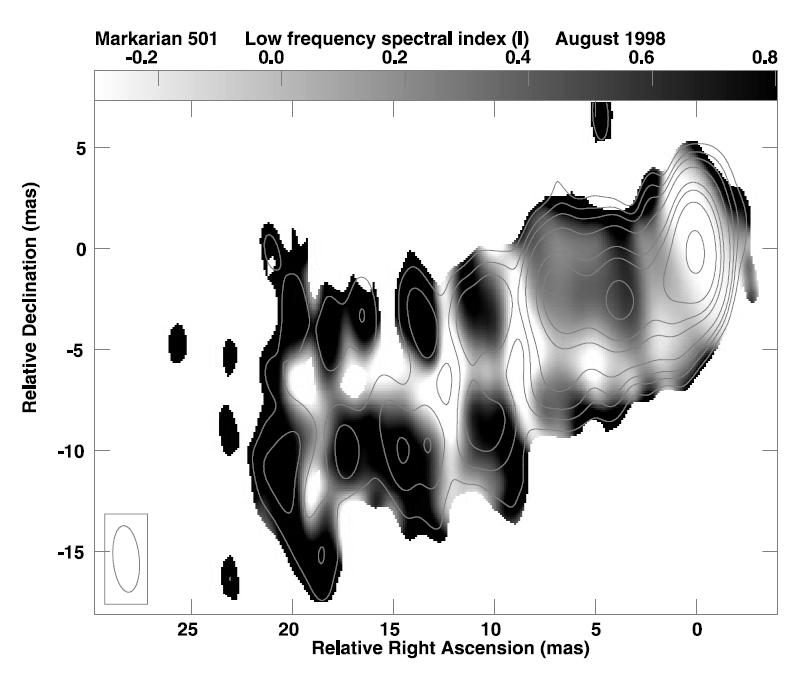 Markarian 501 Low frequency spectral index (l) August 1998
-0.2 0.0 0.2 0.4 0.6 0.8
5
0
-5
-10
-15
Relative Declination (mas)
25 20 15 10 5 0
Relative Right Ascension (mas)